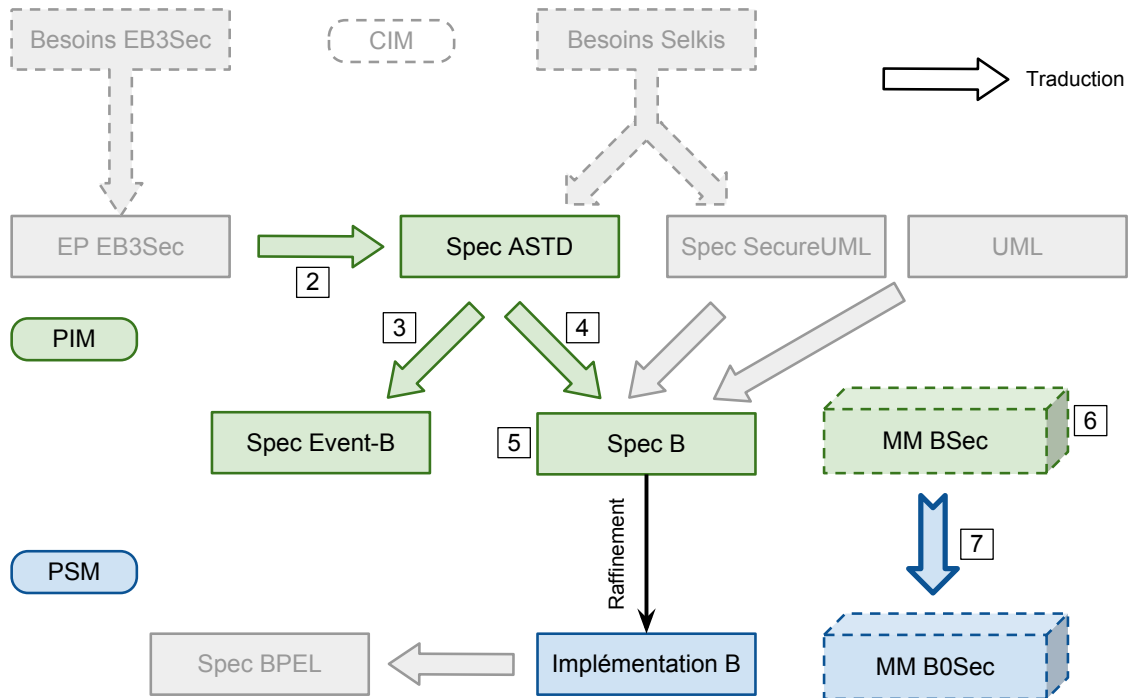 Besoins EB3Sec
CIM
Besoins Selkis
Traduction
EP EB3Sec
Spec ASTD
Spec SecureUML
UML
2
PIM
3
4
Spec Event-B
5
Spec B
MM BSec
6
Raffinement
PSM
7
Spec BPEL
Implémentation B
MM B0Sec